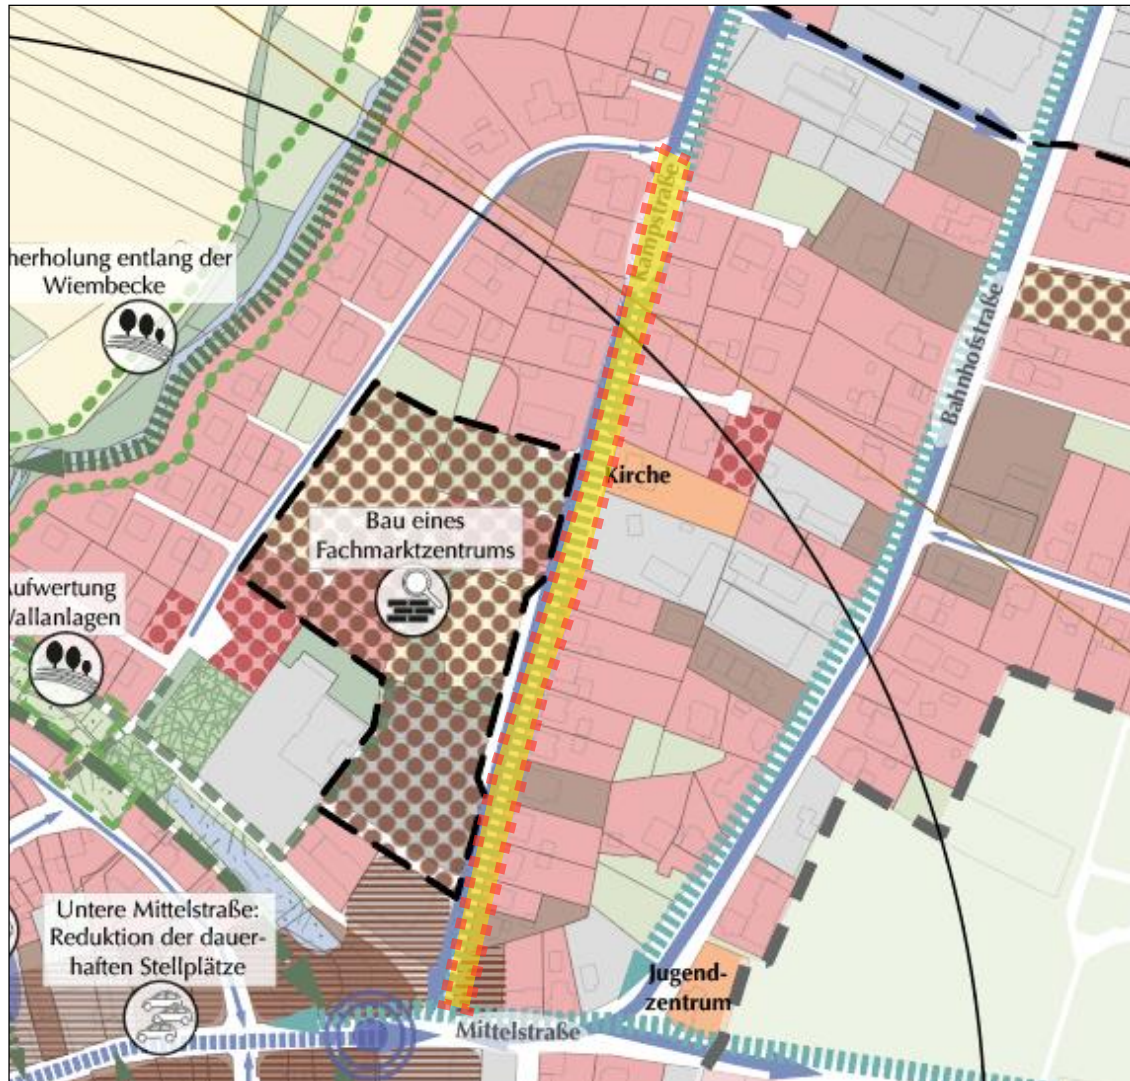 Kampstraße
herholung entlang der
Wiembecke
Bahnhofstraße
Kirche
Bau eines
Fachmarktzentrums
Aufwertung
Wallanlagen
Untere Mittelstraße:
Reduktion der dauer-
haften Stellplätze
Jugend-
zentrum
Mittelstraße